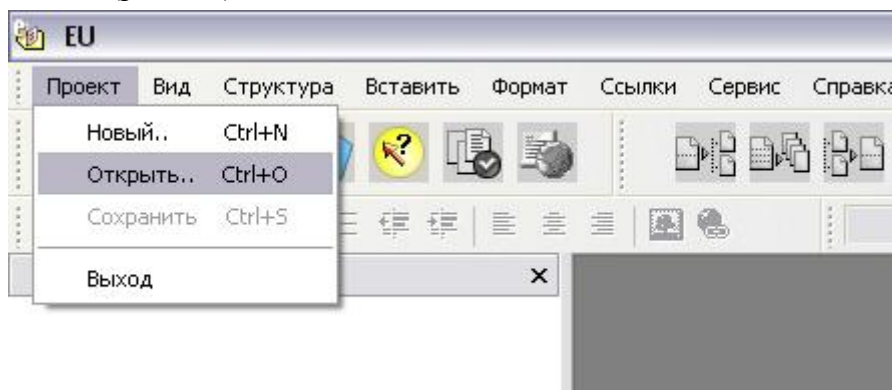 EU
Проект Вид Структура Вставить Формат Ссылки Сервис Справка
Новый.. Ctrl+N
Открыть.. Ctrl+O
Сохранить Ctrl+S
Выход